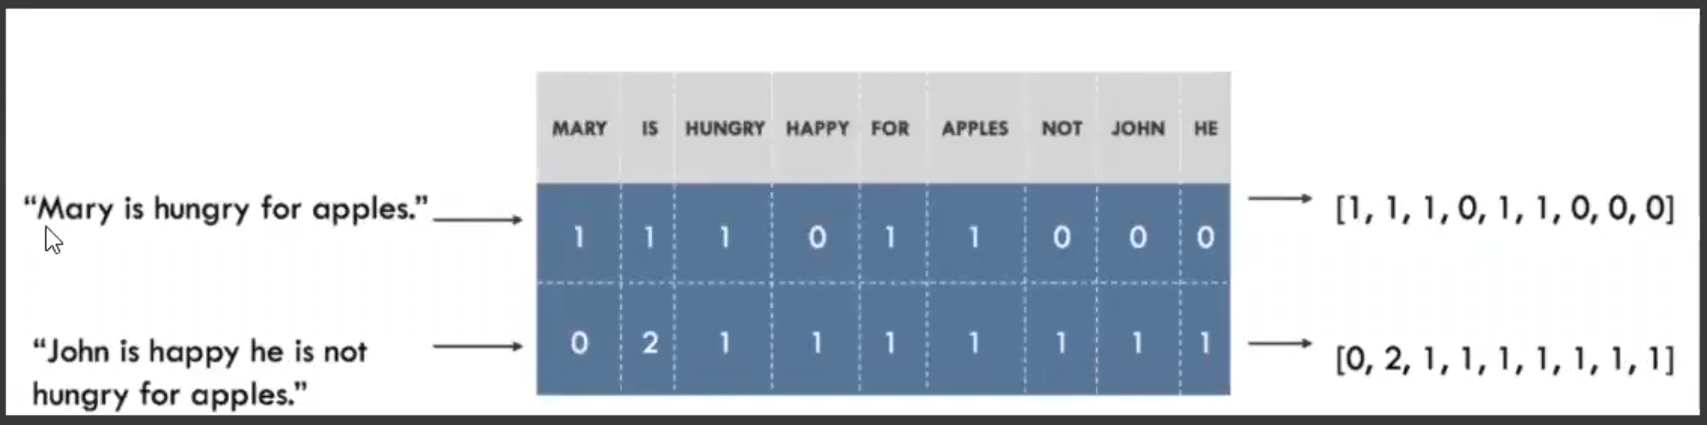 MARY IS HUNGRY HAPPY FOR APPLES NOT JOHN HE
“Mary is hungry for apples.” 1 1 1 0 1 1 0 0 0 [1, 1, 1, 0, 1, 1, 0, 0, 0]
“John is happy he is not
hungry for apples.” 0 2 1 1 1 1 1 1 1 [0, 2, 1, 1, 1, 1, 1, 1, 1]